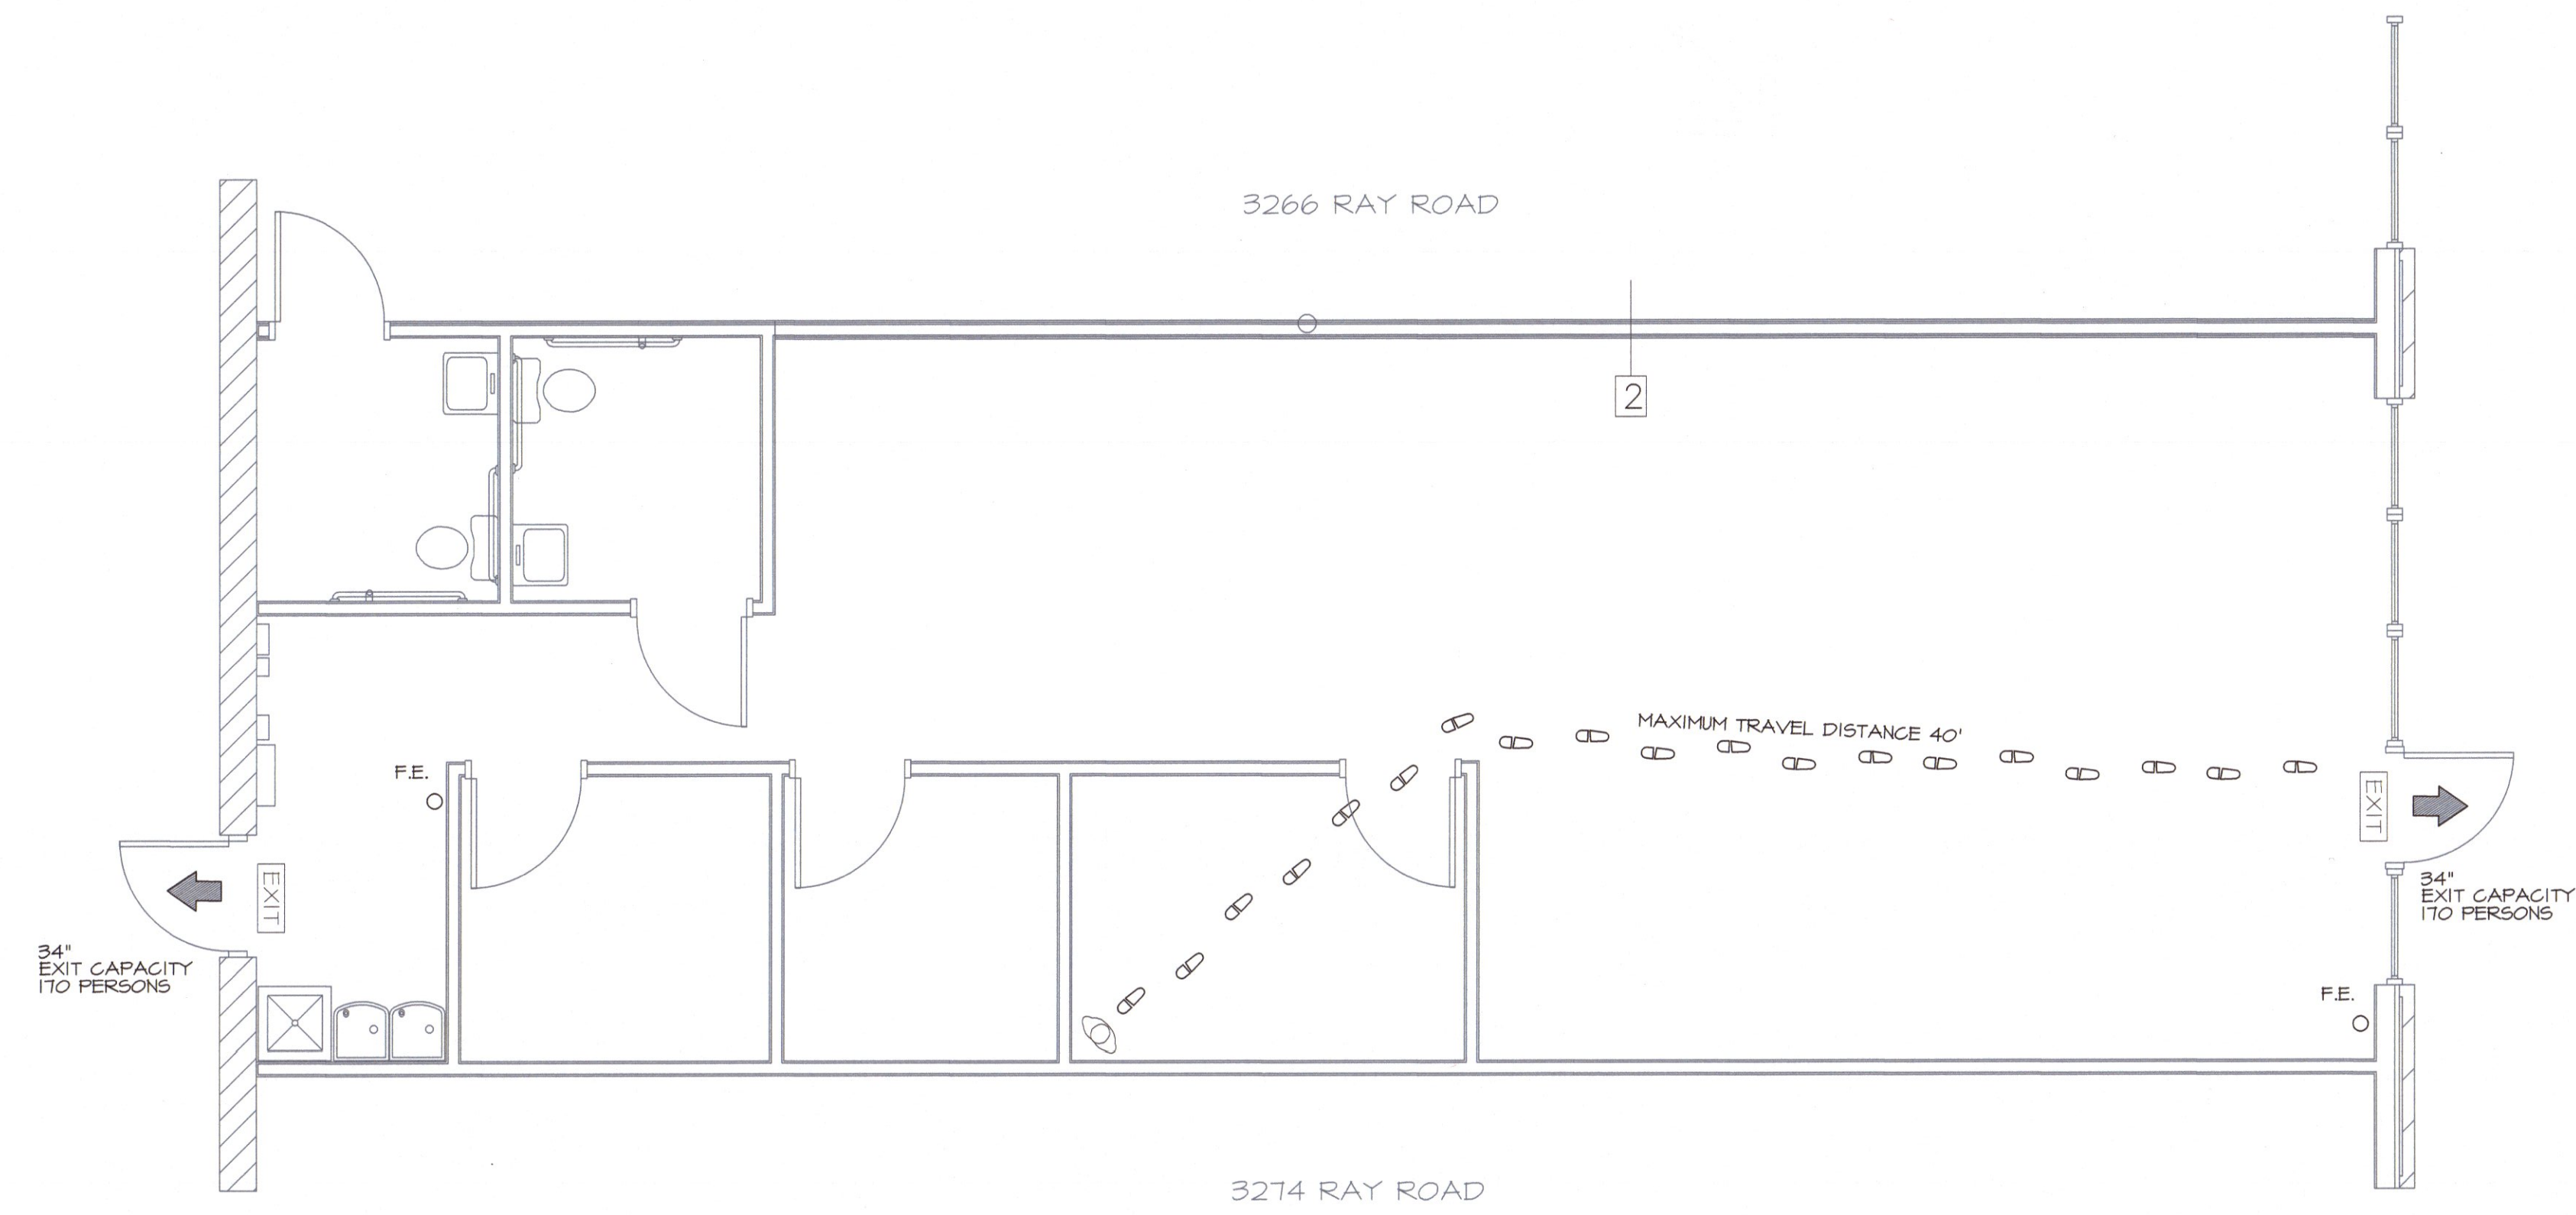 3266 RAY ROAD
2
MAXIMUM TRAVEL DISTANCE 40'
F.E.
EXIT
EXIT
34"
EXIT CAPACITY
170 PERSONS
34"
EXIT CAPACITY
170 PERSONS
F.E.
3274 RAY ROAD